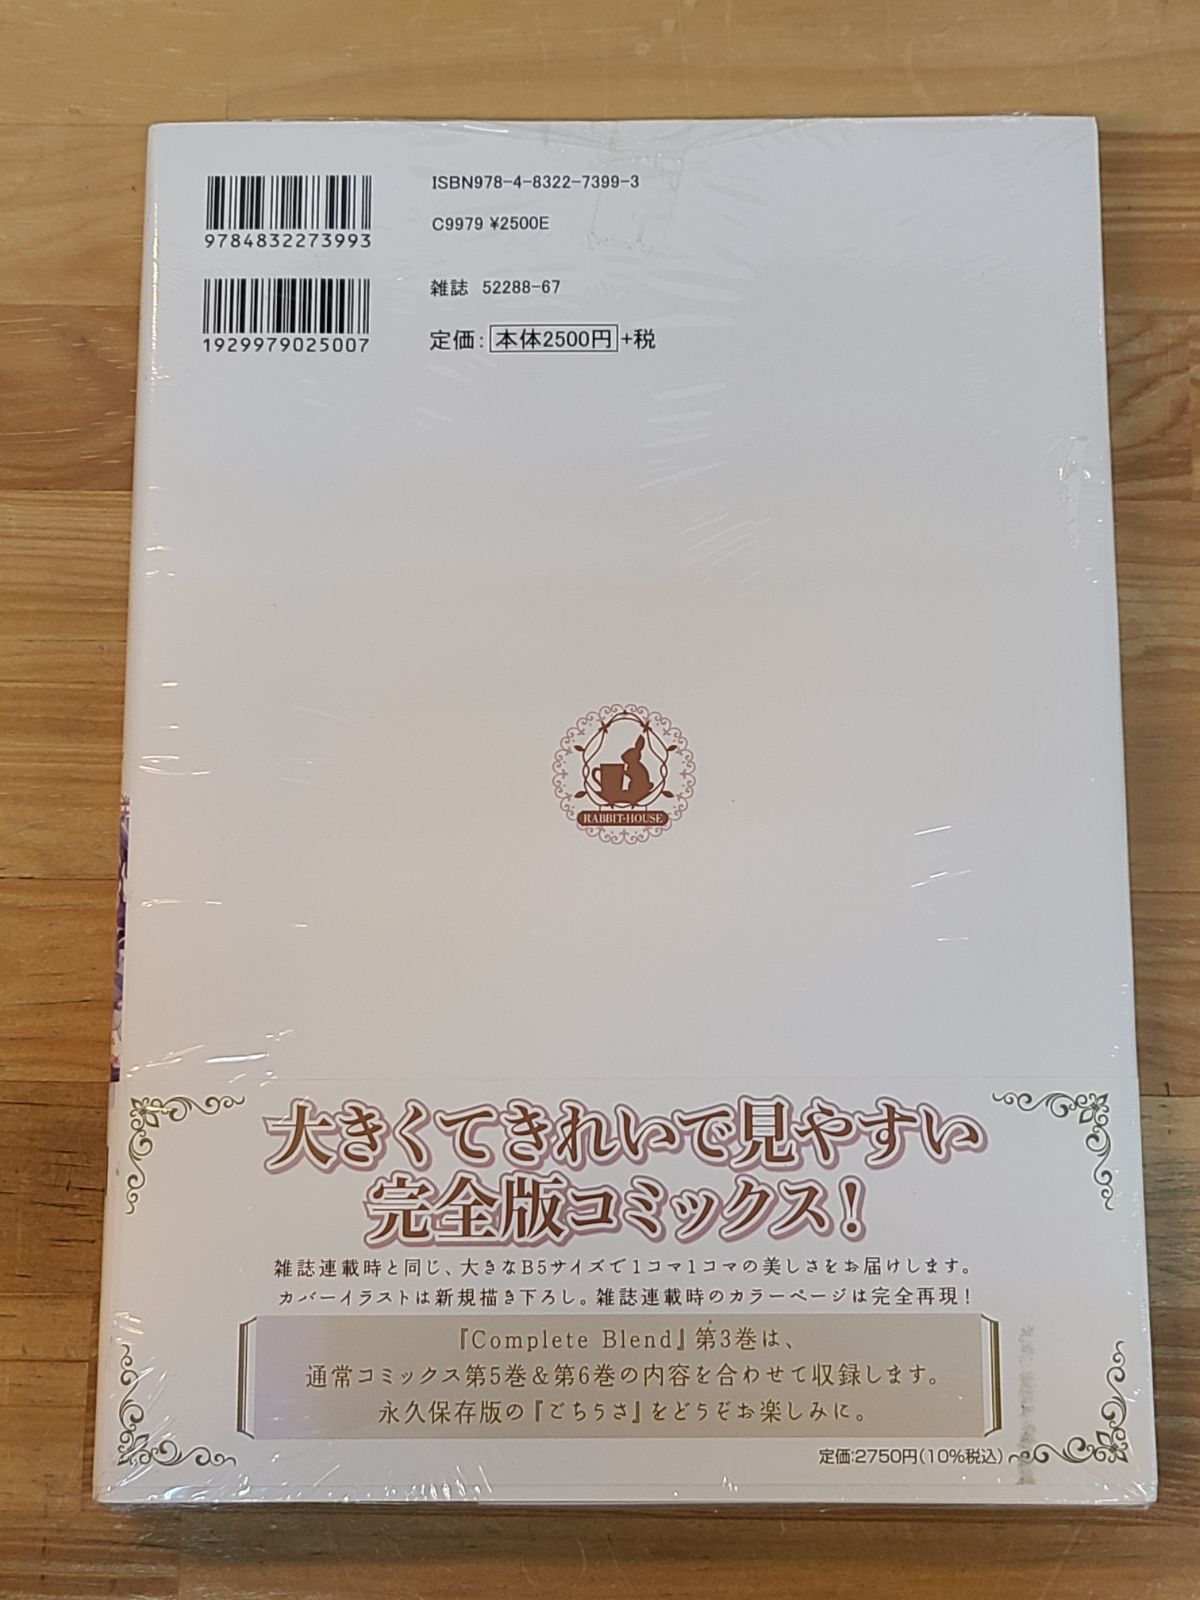 ISBN978-4-8322-7399-3
9784832273993
C9979 ¥2500E
雑誌 52288-67
1929979025007
定価：本体2500円+税
RABBIT-HOUSE
大きくてきれいで見やすい
完全版コミックス！
雑誌連載時と同じ、大きなB5サイズで1コマ1コマの美しさをお届けします。
カバーイラストは新規描き下ろし。雑誌連載時のカラーページは完全再現！
『Complete Blend』第3巻は、
通常コミックス第5巻＆第6巻の内容を合わせて収録します。
永久保存版の『ごちうさ』をどうぞお楽しみに。
定価:2750円(10%税込)